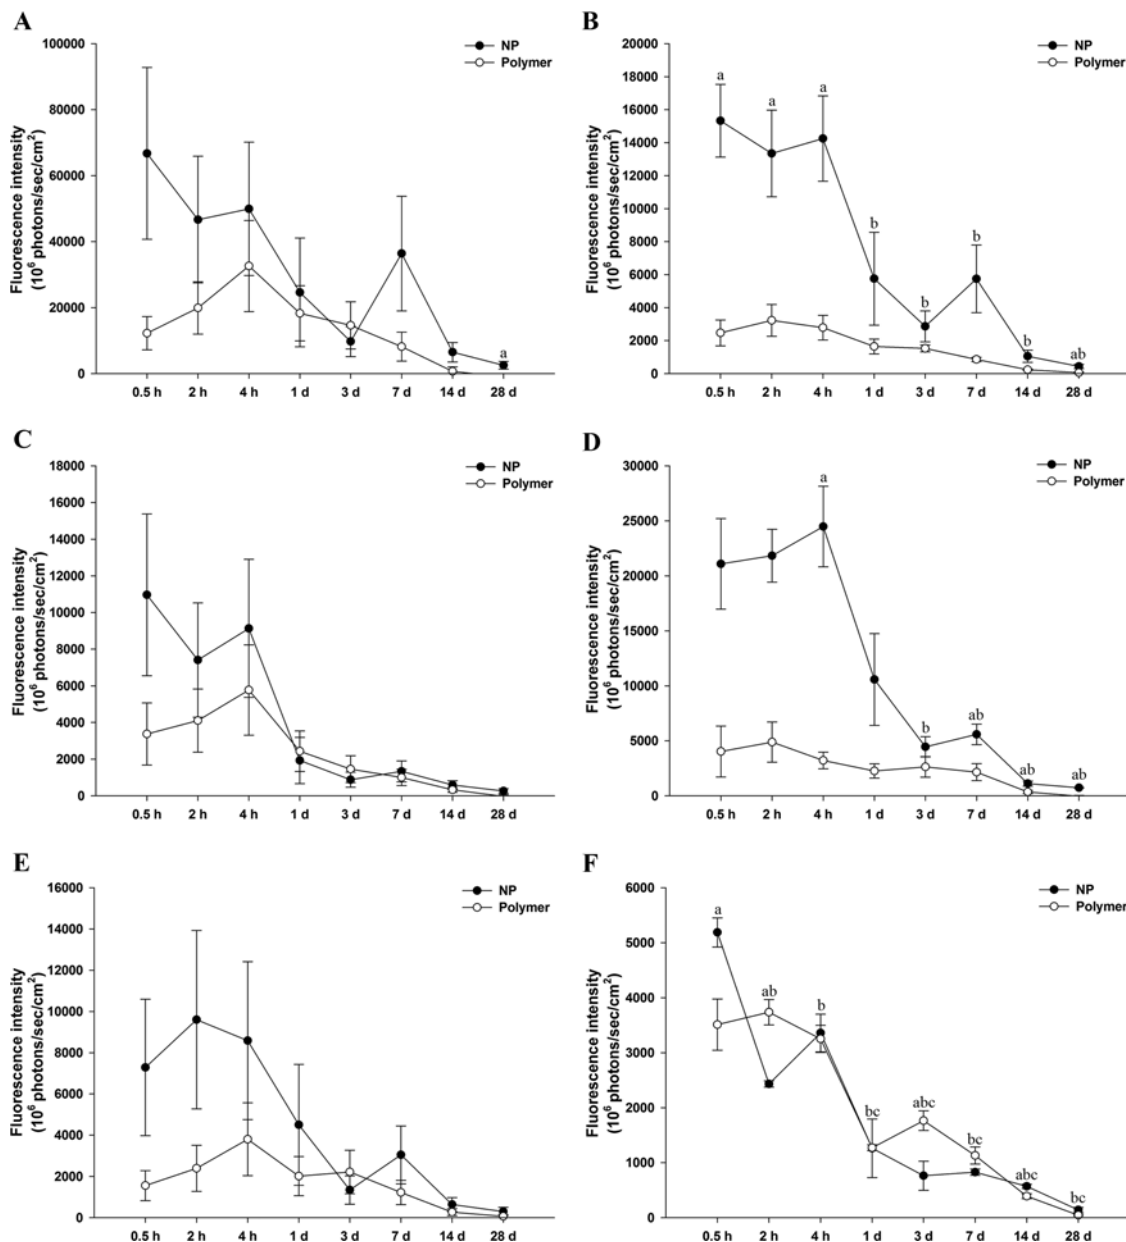 A
NP
Polymer
Fluorescence intensity
(10⁶ photons/sec/cm²)
100000
80000
60000
40000
20000
0
a
0.5 h 2 h 4 h 1 d 3 d 7 d 14 d 28 d
B
NP
Polymer
Fluorescence intensity
(10⁶ photons/sec/cm²)
20000
18000
16000
14000
12000
10000
8000
6000
4000
2000
0
a a a b b b b ab
0.5 h 2 h 4 h 1 d 3 d 7 d 14 d 28 d
C
NP
Polymer
Fluorescence intensity
(10⁶ photons/sec/cm²)
18000
16000
14000
12000
10000
8000
6000
4000
2000
0
0.5 h 2 h 4 h 1 d 3 d 7 d 14 d 28 d
D
NP
Polymer
Fluorescence intensity
(10⁶ photons/sec/cm²)
30000
25000
20000
15000
10000
5000
0
a b ab ab ab
0.5 h 2 h 4 h 1 d 3 d 7 d 14 d 28 d
E
NP
Polymer
Fluorescence intensity
(10⁶ photons/sec/cm²)
16000
14000
12000
10000
8000
6000
4000
2000
0
0.5 h 2 h 4 h 1 d 3 d 7 d 14 d 28 d
F
NP
Polymer
Fluorescence intensity
(10⁶ photons/sec/cm²)
6000
5000
4000
3000
2000
1000
0
a ab b bc abc bc abc bc
0.5 h 2 h 4 h 1 d 3 d 7 d 14 d 28 d